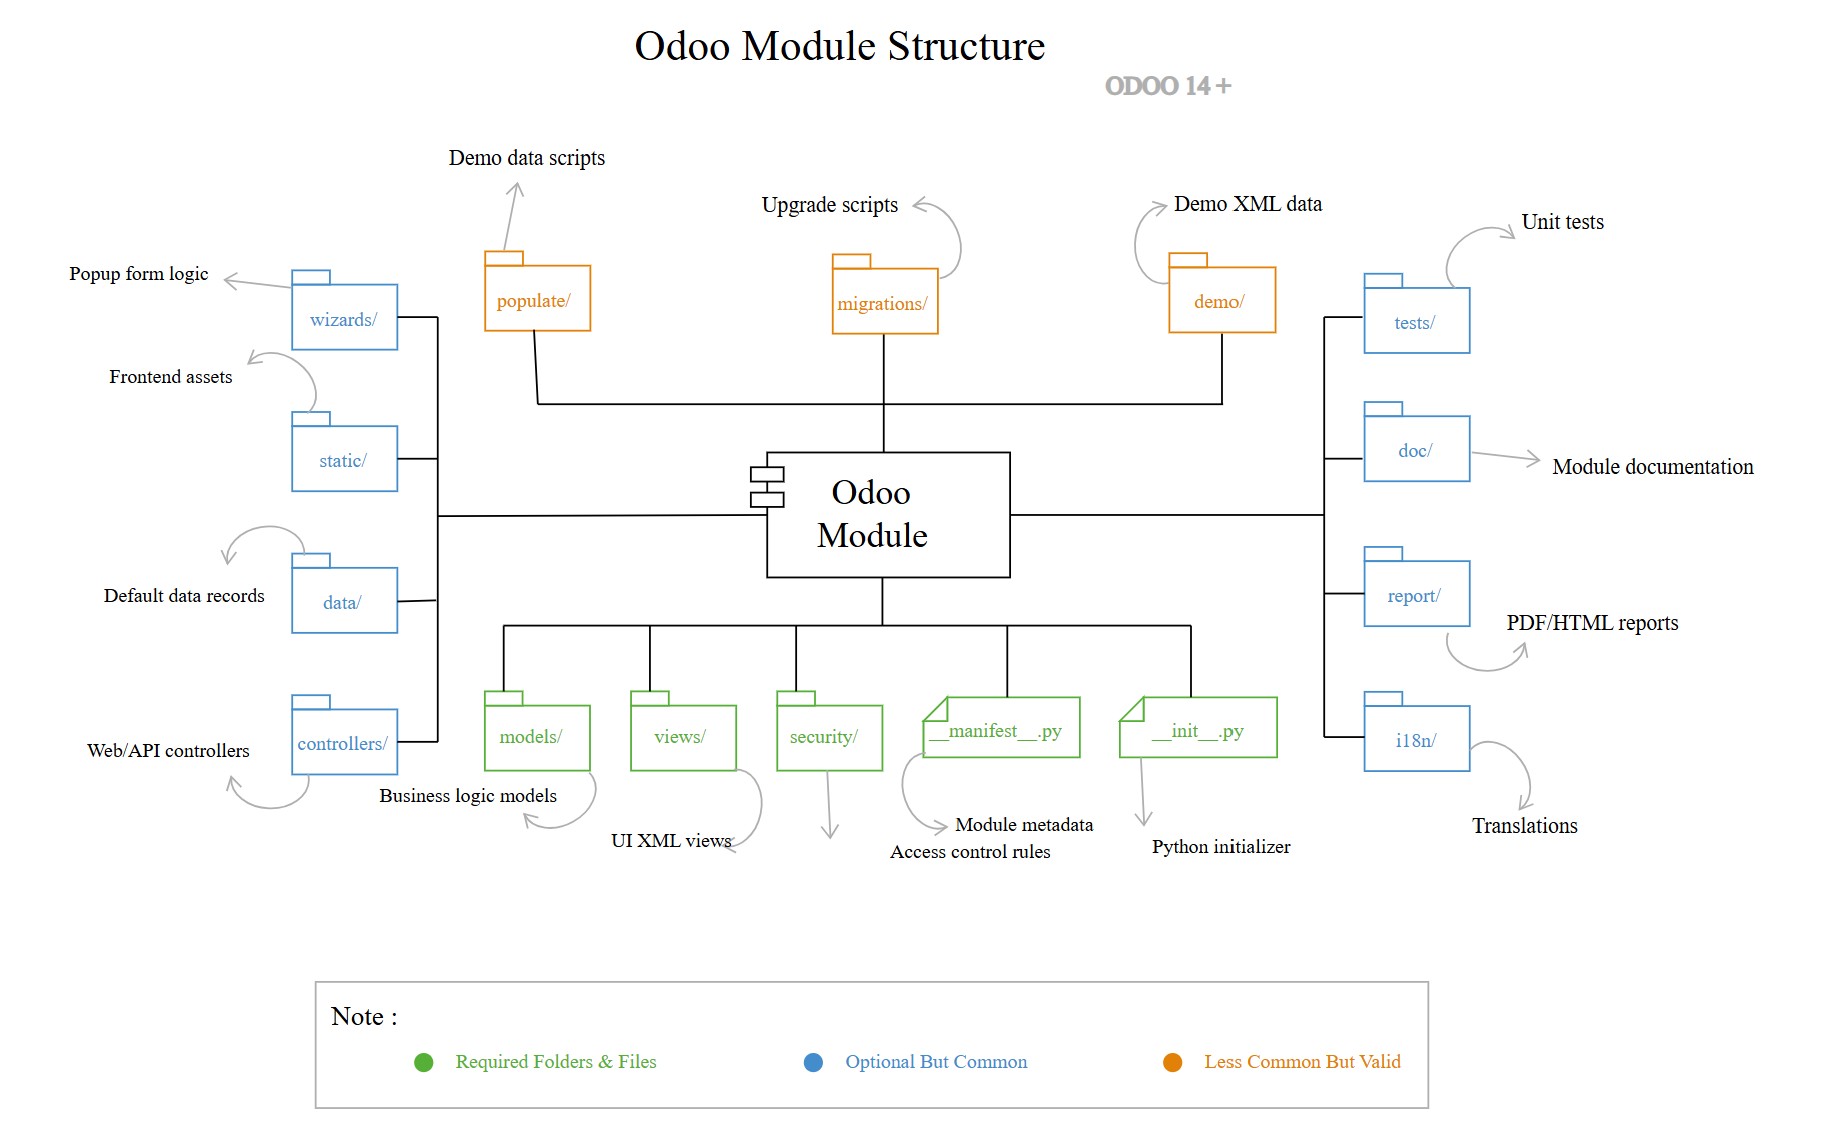 Odoo Module Structure
ODOO 14 +
Demo data scripts
Upgrade scripts
Demo XML data
Unit tests
Popup form logic
wizards/
populate/
migrations/
demo/
tests/
Frontend assets
static/
doc/
Module documentation
Odoo
Module
Default data records
data/
report/
PDF/HTML reports
Web/API controllers
controllers/
models/
views/
security/
__manifest__.py
__init__.py
i18n/
Business logic models
UI XML views
Module metadata
Access control rules
Python initializer
Translations
Note :
Required Folders & Files
Optional But Common
Less Common But Valid